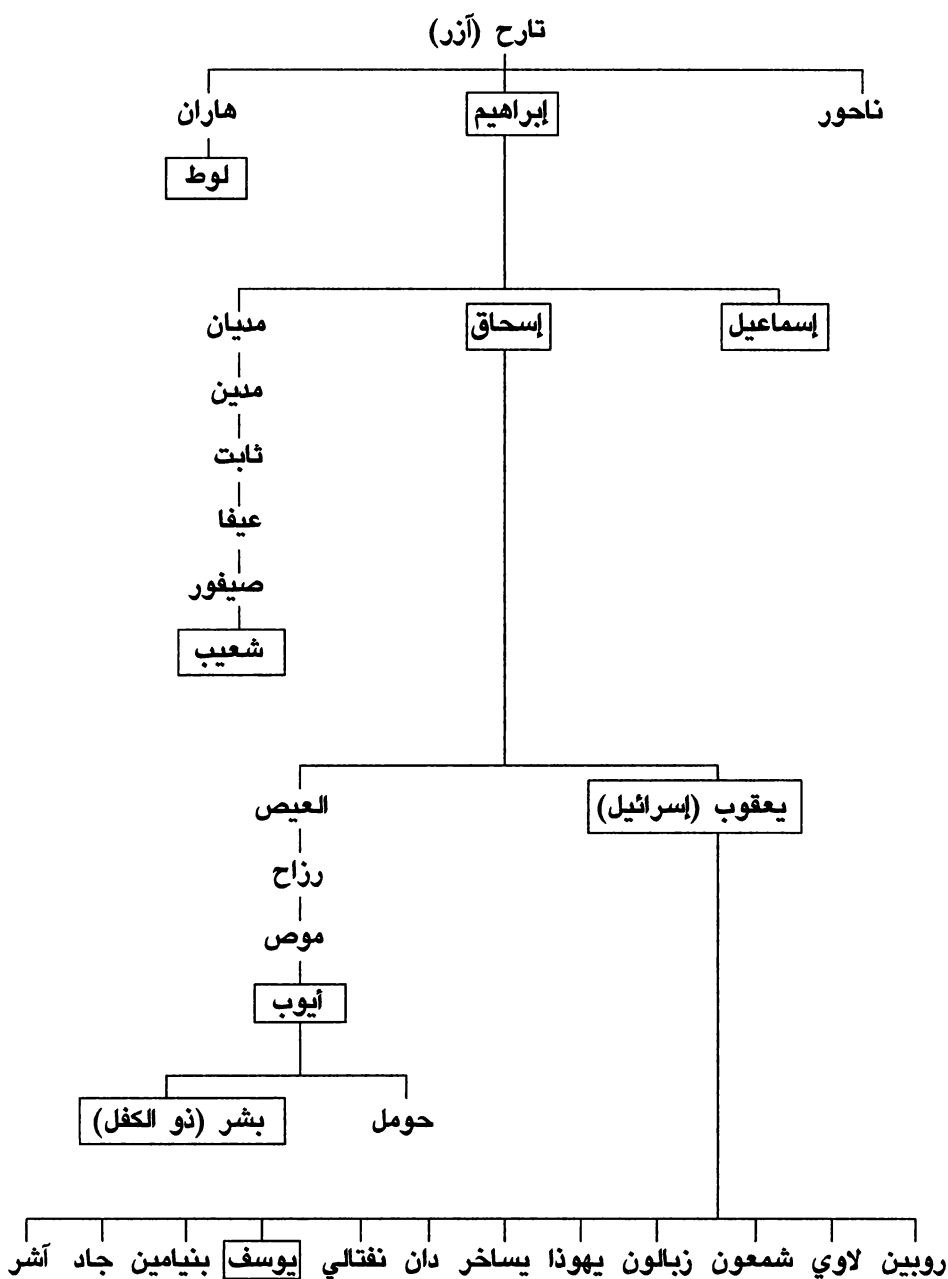 تارح (آزر)
ناحور إبراهيم هاران
لوط
إسماعيل إسحاق مديان
مدين
ثابت
عيفا
صيفور
شعيب
يعقوب (إسرائيل) العيص
رزاح
موص
أيوب
حومل بشر (ذو الكفل)
روبين لاوي شمعون زبالون يهوذا يساخر دان نفتالي يوسف بنيامين جاد آشر